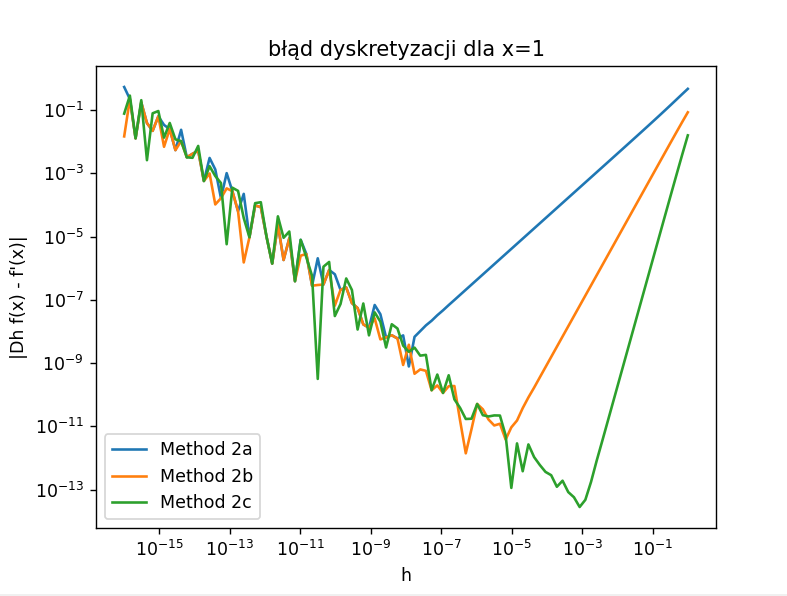 błąd dyskretyzacji dla x=1
|Dh f(x) - f'(x)|
10⁻¹
10⁻³
10⁻⁵
10⁻⁷
10⁻⁹
10⁻¹¹
10⁻¹³
Method 2a
Method 2b
Method 2c
10⁻¹⁵ 10⁻¹³ 10⁻¹¹ 10⁻⁹ 10⁻⁷ 10⁻⁵ 10⁻³ 10⁻¹
h